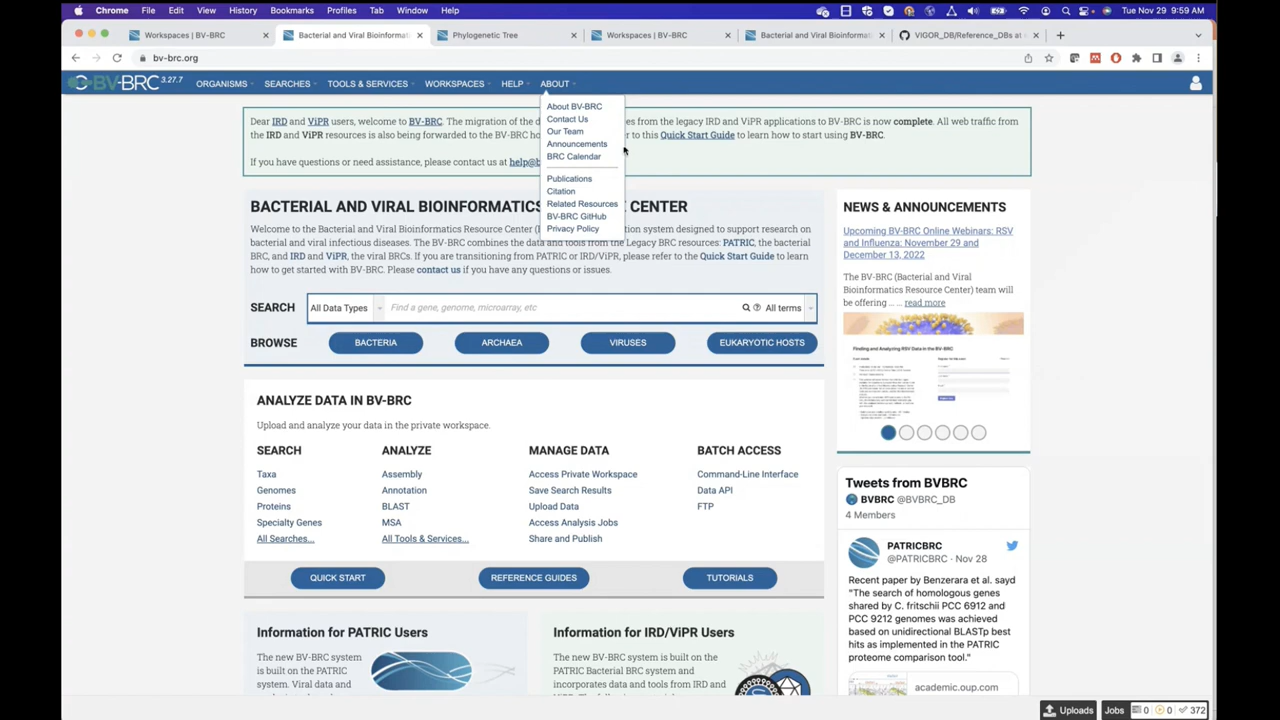 Chrome File Edit View History Bookmarks Profiles Tab Window Help Tue Nov 29 9:59 AM
Workspaces | BV-BRC
Bacterial and Viral Bioinformat
Phylogenetic Tree
Workspaces | BV-BRC
Bacterial and Viral Bioinformat
VIGOR_DB/Reference_DBs at
bv-brc.org
BV-BRC 3.27.7
ORGANISMS SEARCHES TOOLS & SERVICES WORKSPACES HELP ABOUT
About BV-BRC
Contact Us
Our Team
Announcements
BRC Calendar
Publications
Citation
Related Resources
BV-BRC GitHub
Privacy Policy
Dear IRD and ViPR users, welcome to BV-BRC. The migration of the d es from the legacy IRD and ViPR applications to BV-BRC is now complete. All web traffic
from the IRD and ViPR resources is also being forwarded to the BV-BRC ho r to this Quick Start Guide to learn how to start using BV-BRC.
If you have questions or need assistance, please contact us at help@b
BACTERIAL AND VIRAL BIOINFORMATICS CE CENTER
Welcome to the Bacterial and Viral Bioinformatics Resource Center ( ion system designed to support research on
bacterial and viral infectious diseases. The BV-BRC combines the data and tools from the Legacy BRC resources: PATRIC, the bacterial
BRC, and IRD and ViPR, the viral BRCs. If you are transitioning from PATRIC or IRD/ViPR, please refer to the Quick Start Guide to learn
how to get started with BV-BRC. Please contact us if you have any questions or issues.
SEARCH All Data Types Find a gene, genome, microarray, etc All terms
BROWSE BACTERIA ARCHAEA VIRUSES EUKARYOTIC HOSTS
ANALYZE DATA IN BV-BRC
Upload and analyze your data in the private workspace.
SEARCH
Taxa
Genomes
Proteins
Specialty Genes
All Searches...
ANALYZE
Assembly
Annotation
BLAST
MSA
All Tools & Services...
MANAGE DATA
Access Private Workspace
Save Search Results
Upload Data
Access Analysis Jobs
Share and Publish
BATCH ACCESS
Command-Line Interface
Data API
FTP
QUICK START REFERENCE GUIDES TUTORIALS
Information for PATRIC Users
The new BV-BRC system
is built on the PATRIC
system. Viral data and
Information for IRD/ViPR Users
The new BV-BRC system is built on the
PATRIC Bacterial BRC system and
incorporates data and tools from IRD
NEWS & ANNOUNCEMENTS
Upcoming BV-BRC Online Webinars: RSV
and Influenza: November 29 and
December 13, 2022
The BV-BRC (Bacterial and Viral
Bioinformatics Resource Center) team
will be offering ... ... read more
Finding and Analyzing RSV Data in the BV-BRC
Tweets from BVBRC
BVBRC @BVBRC_DB
4 Members
PATRICBRC
@PATRICBRC · Nov 28
Recent paper by Benzerara et al. sayd
"The search of homologous genes
shared by C. fritschii PCC 6912 and
PCC 9212 genomes was achieved
based on unidirectional BLASTp best
hits as implemented in the PATRIC
proteome comparison tool."
academic.oup.com
Uploads Jobs 0 0 372